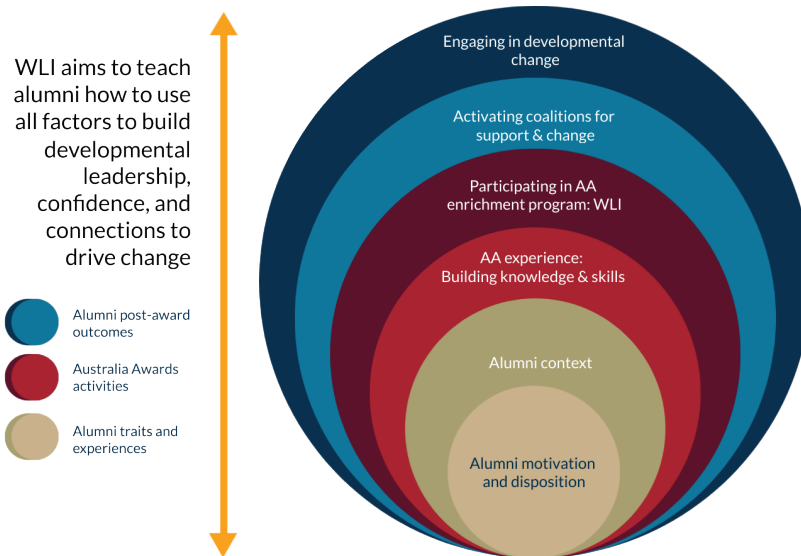 WLI aims to teach
alumni how to use
all factors to build
developmental
leadership,
confidence, and
connections to
drive change
Alumni post-award
outcomes
Australia Awards
activities
Alumni traits and
experiences
Engaging in developmental
change
Activating coalitions for
support & change
Participating in AA
enrichment program: WLI
AA experience:
Building knowledge & skills
Alumni context
Alumni motivation
and disposition